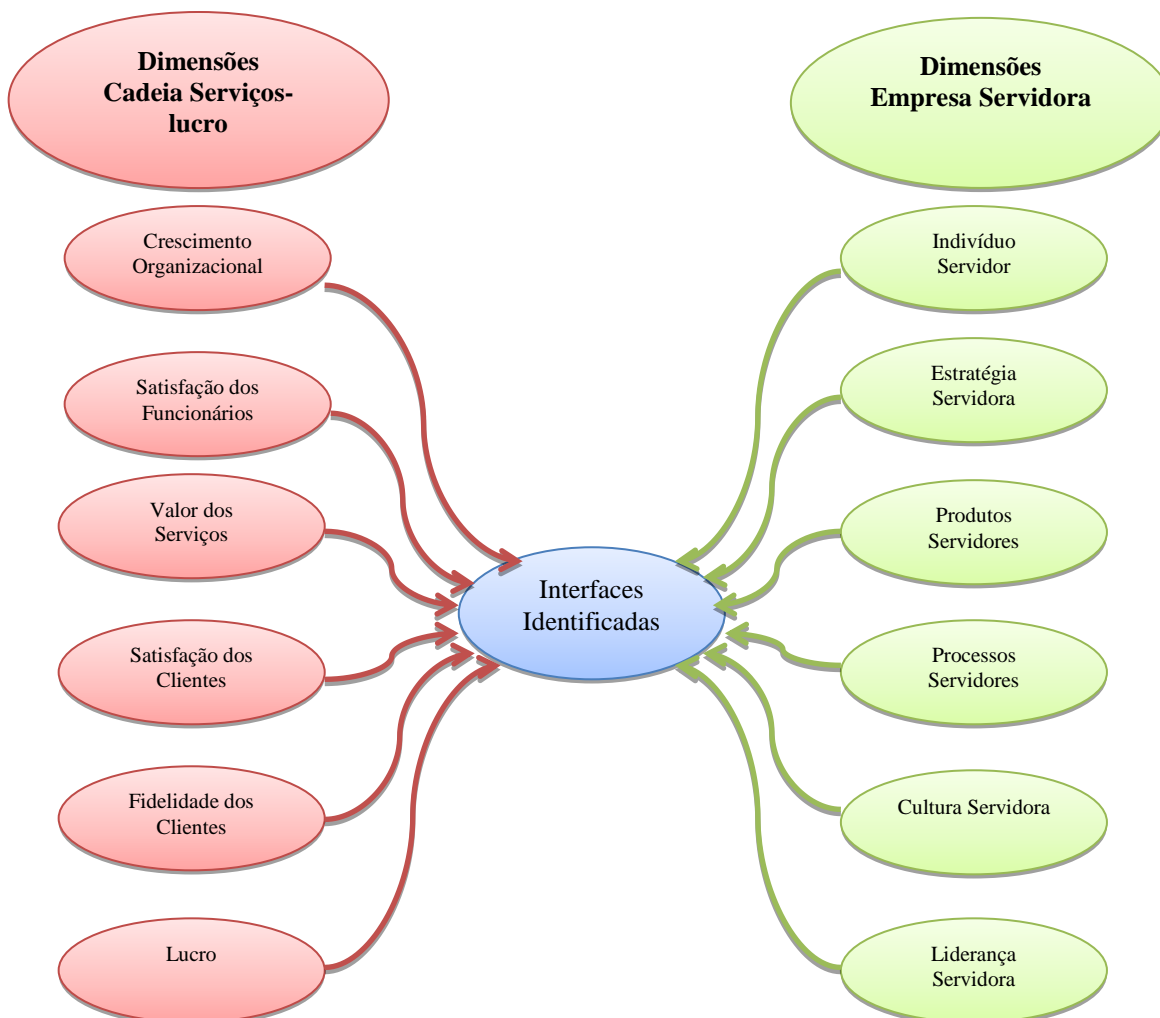 Dimensões
Cadeia Serviços-
lucro
Dimensões
Empresa Servidora
Crescimento
Organizacional
Satisfação dos
Funcionários
Valor dos
Serviços
Satisfação dos
Clientes
Fidelidade dos
Clientes
Lucro
Interfaces
Identificadas
Indivíduo
Servidor
Estratégia
Servidora
Produtos
Servidores
Processos
Servidores
Cultura Servidora
Liderança
Servidora